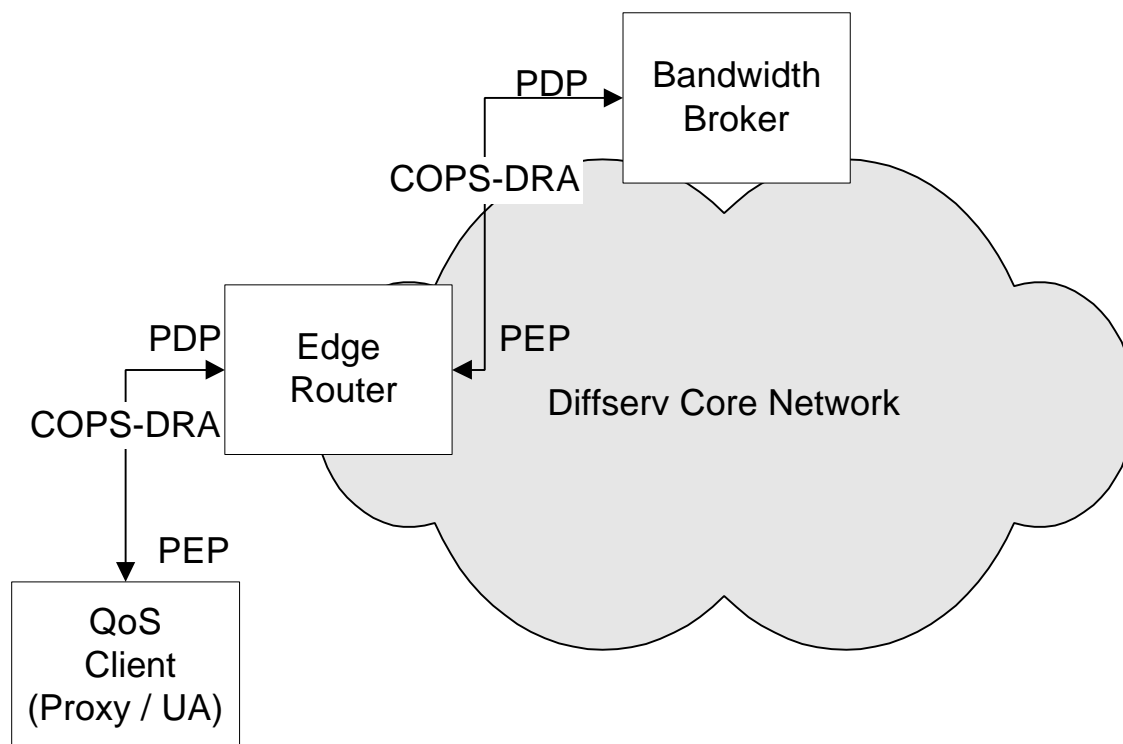 PDP
Bandwidth
Broker
COPS-DRA
PDP
Edge
Router
PEP
COPS-DRA
Diffserv Core Network
PEP
QoS
Client
(Proxy / UA)